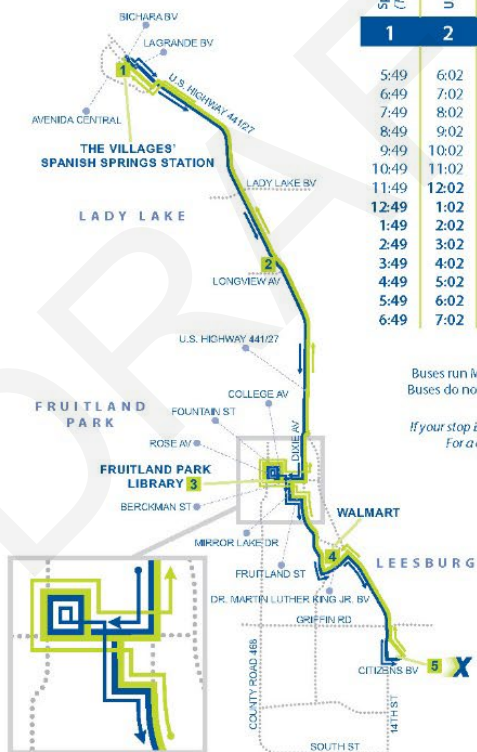 BICHARA BV
LAGRANDE BV
1
U.S. HIGHWAY 441/27
AVENIDA CENTRAL
THE VILLAGES'
SPANISH SPRINGS STATION
LADY LAKE BV
LADY LAKE
2
LONGVIEW AV
U.S. HIGHWAY 441/27
COLLEGE AV
FRUITLAND
PARK
FOUNTAIN ST
DIXIE AV
ROSE AV
FRUITLAND PARK
LIBRARY 3
BERCKMAN ST
WALMART
MIRROR LAKE DR
4
LEESBURG
FRUITLAND ST
DR. MARTIN LUTHER KING JR. BV
GRIFFIN RD
COUNTY ROAD 466
CITIZENS BV
5 X
14TH ST
SOUTH ST
1 2
5:49 6:02
6:49 7:02
7:49 8:02
8:49 9:02
9:49 10:02
10:49 11:02
11:49 12:02
12:49 1:02
1:49 2:02
2:49 3:02
3:49 4:02
4:49 5:02
5:49 6:02
6:49 7:02
Buses run
Buses do
If your stop
For a
DRAF